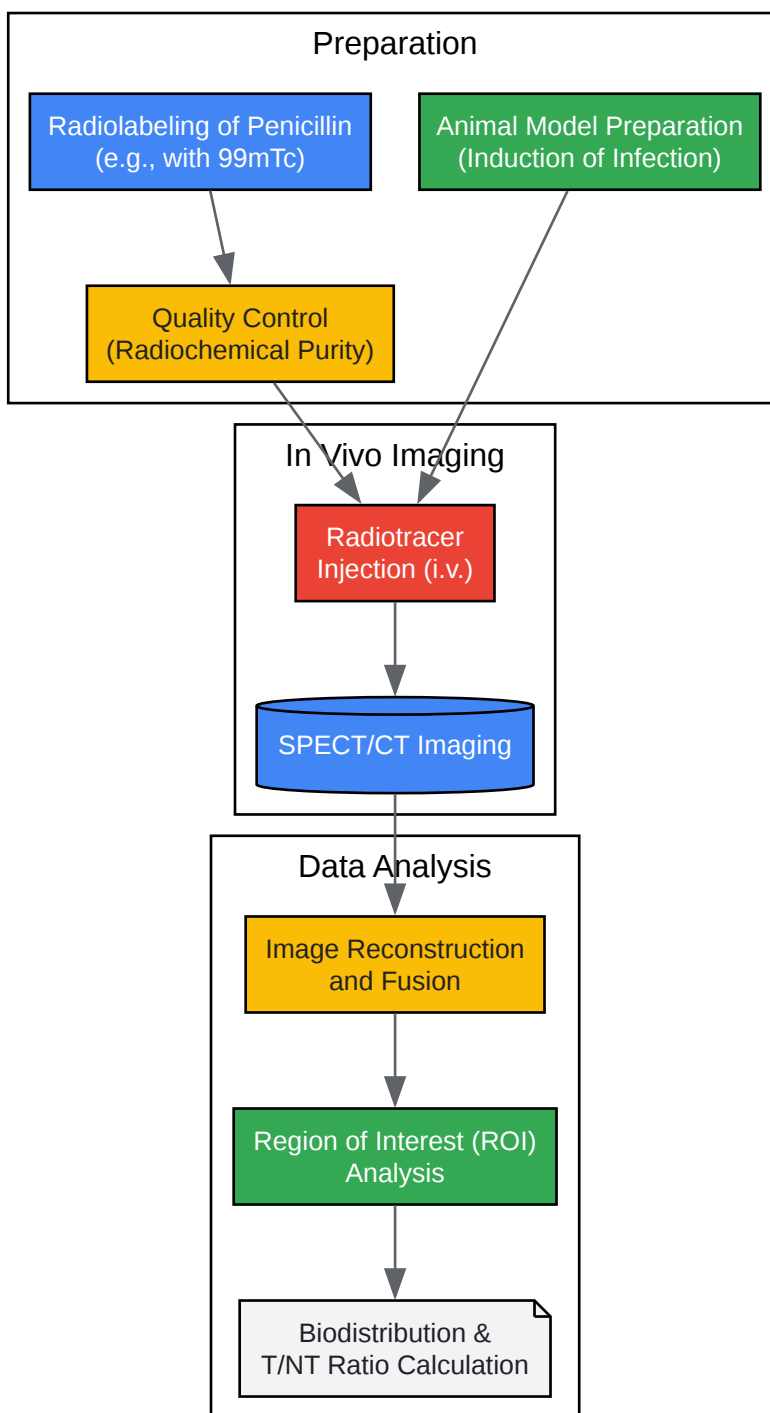 Preparation
Radiolabeling of Penicillin
(e.g., with 99mTc)
Animal Model Preparation
(Induction of Infection)
Quality Control
(Radiochemical Purity)
In Vivo Imaging
Radiotracer
Injection (i.v.)
SPECT/CT Imaging
Data Analysis
Image Reconstruction
and Fusion
Region of Interest (ROI)
Analysis
Biodistribution &
T/NT Ratio Calculation